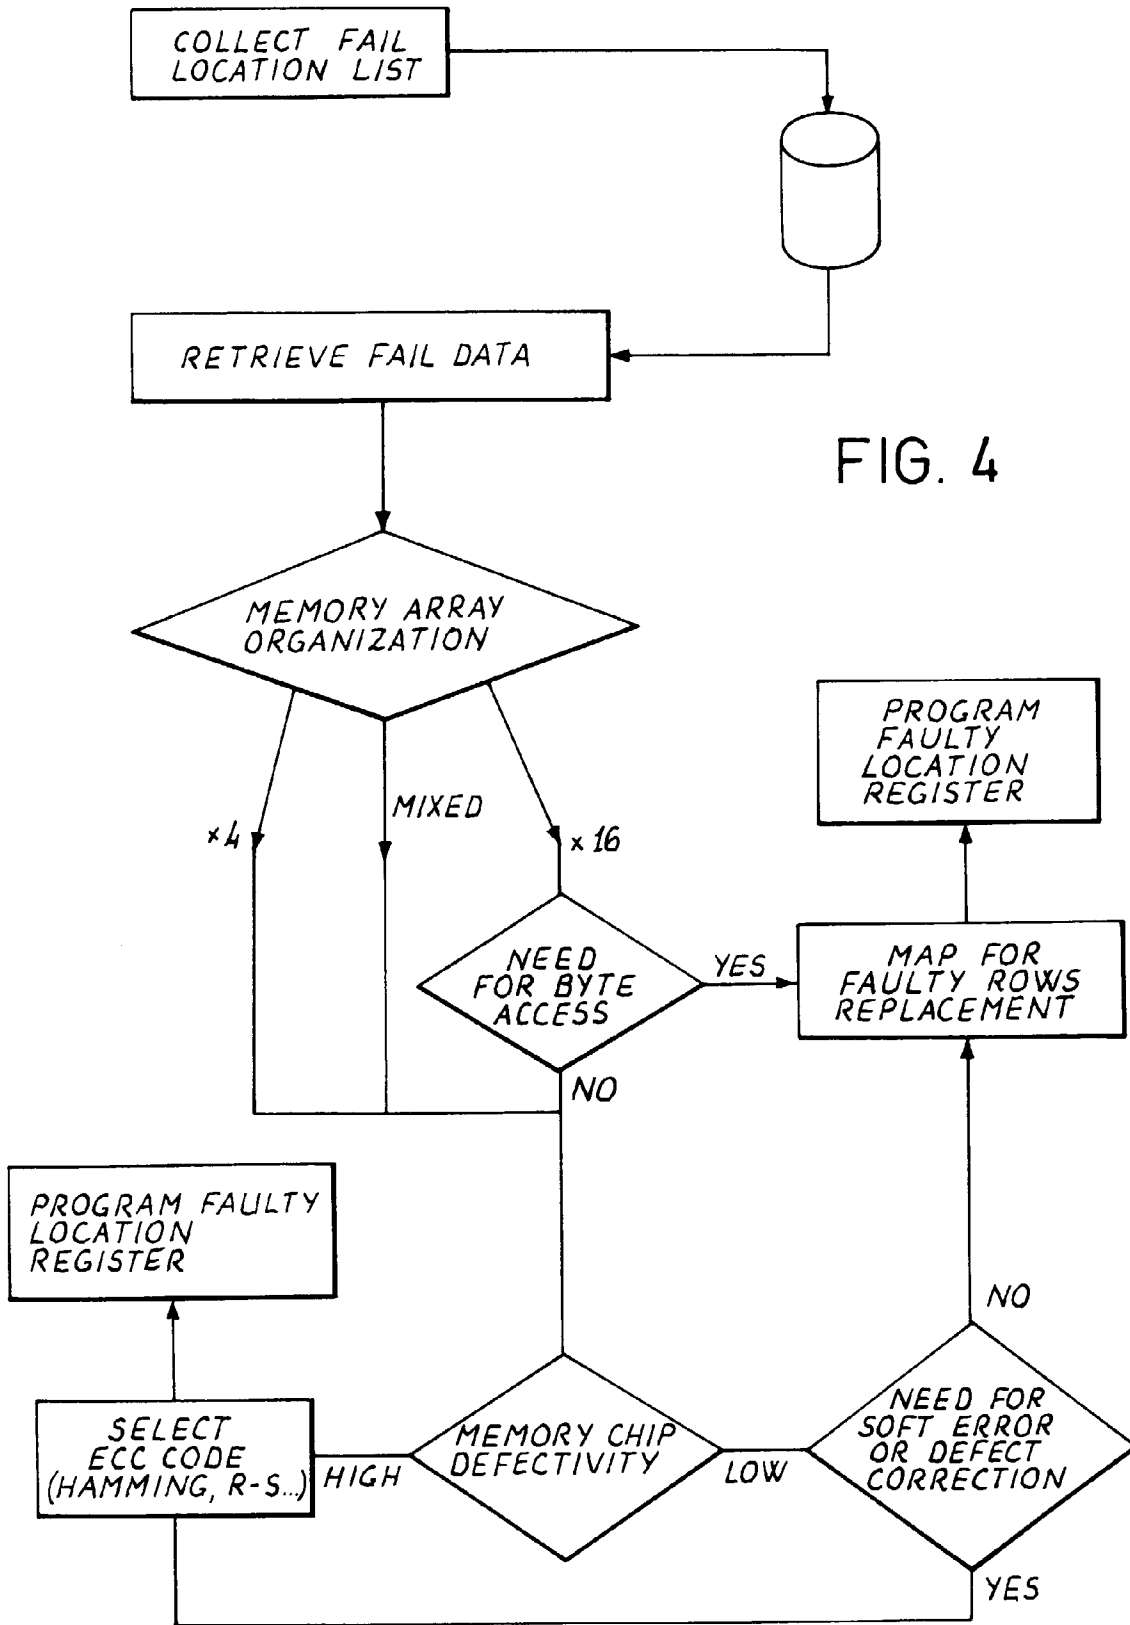 COLLECT FAIL
LOCATION LIST
RETRIEVE FAIL DATA
FIG. 4
MEMORY ARRAY
ORGANIZATION
PROGRAM
FAULTY
LOCATION
REGISTER
MIXED
×4
×16
NEED
FOR BYTE
ACCESS
YES
MAP FOR
FAULTY ROWS
REPLACEMENT
NO
PROGRAM FAULTY
LOCATION
REGISTER
NO
SELECT
ECC CODE
(HAMMING, R-S...)
HIGH
MEMORY CHIP
DEFECTIVITY
LOW
NEED FOR
SOFT ERROR
OR DEFECT
CORRECTION
YES